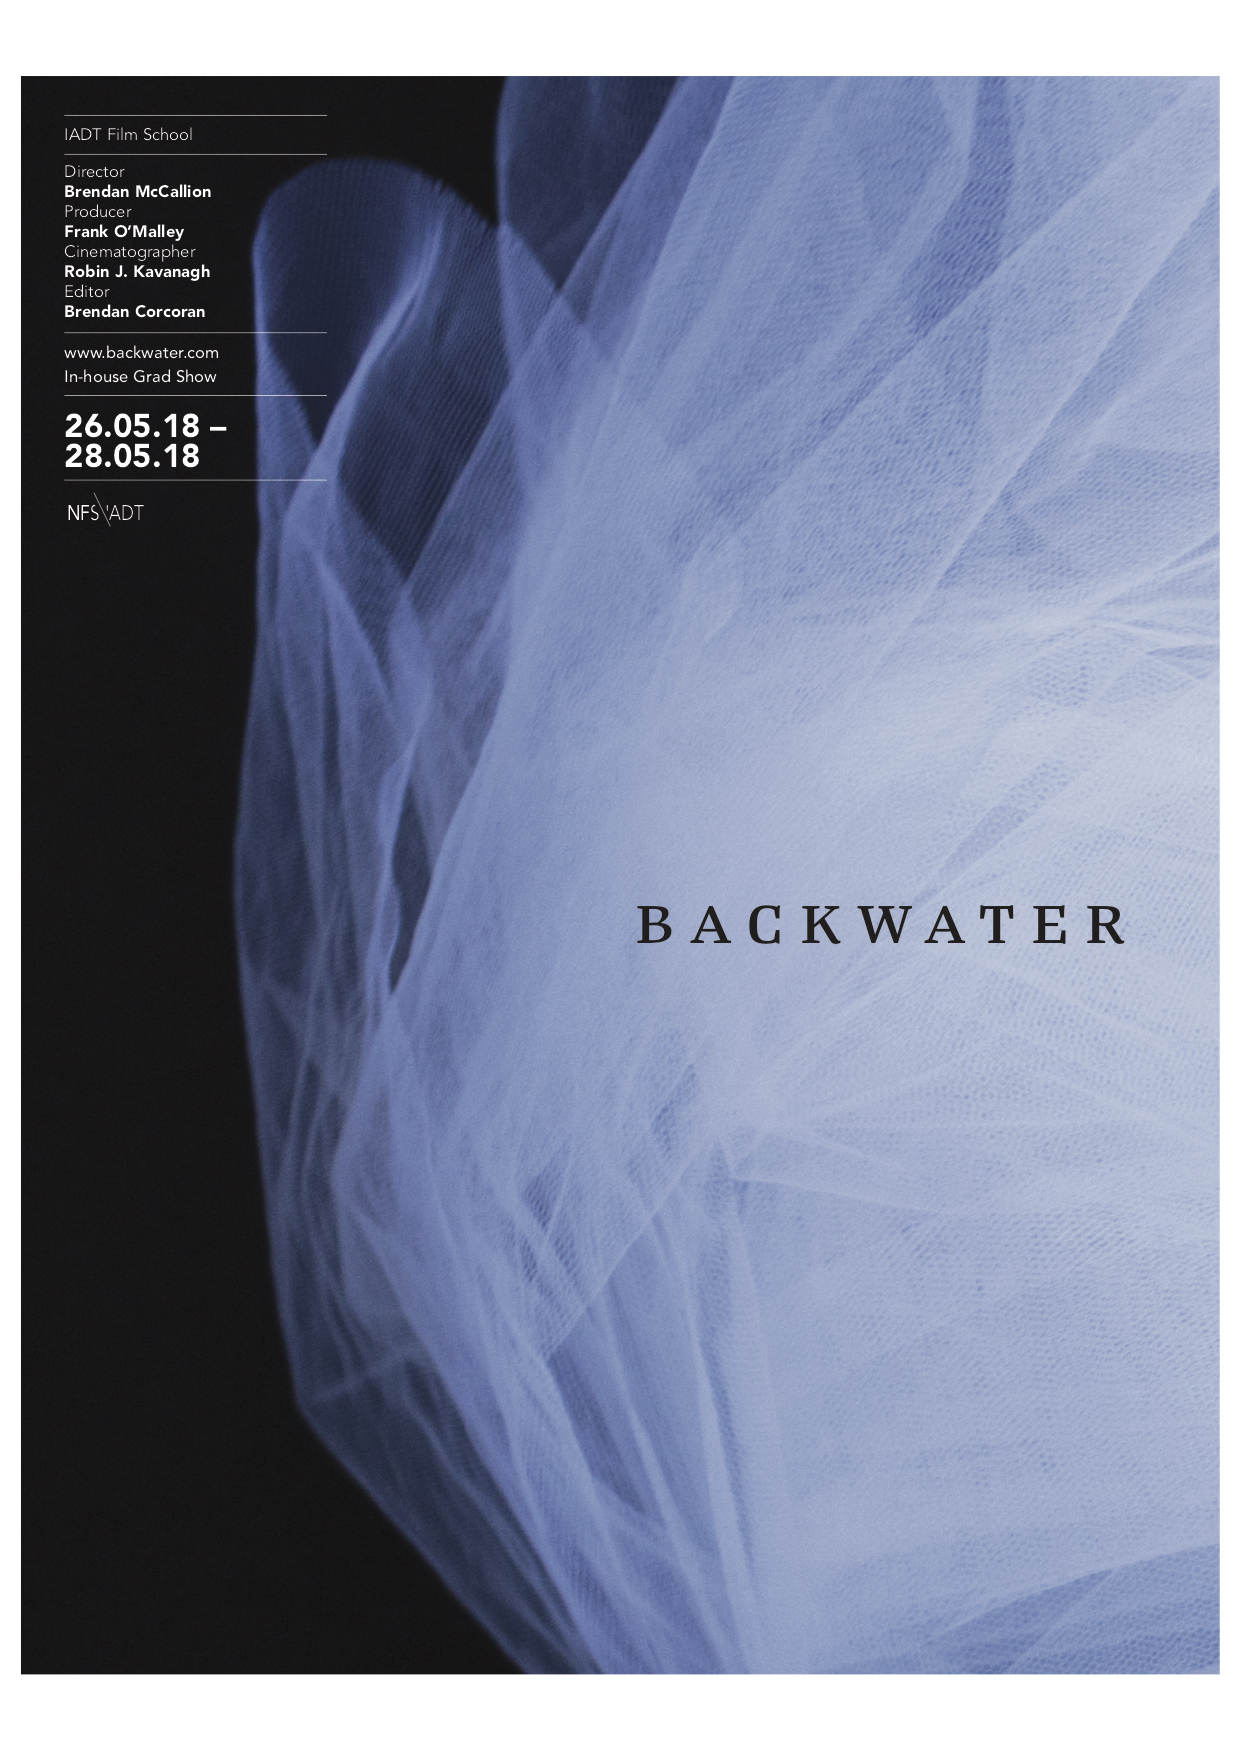 IADT Film School
Director
Brendan McCallion
Producer
Frank O’Malley
Cinematographer
Robin J. Kavanagh
Editor
Brendan Corcoran
www.backwater.com
In-house Grad Show
26.05.18 –
28.05.18
NFS\'ADT
BACKWATER